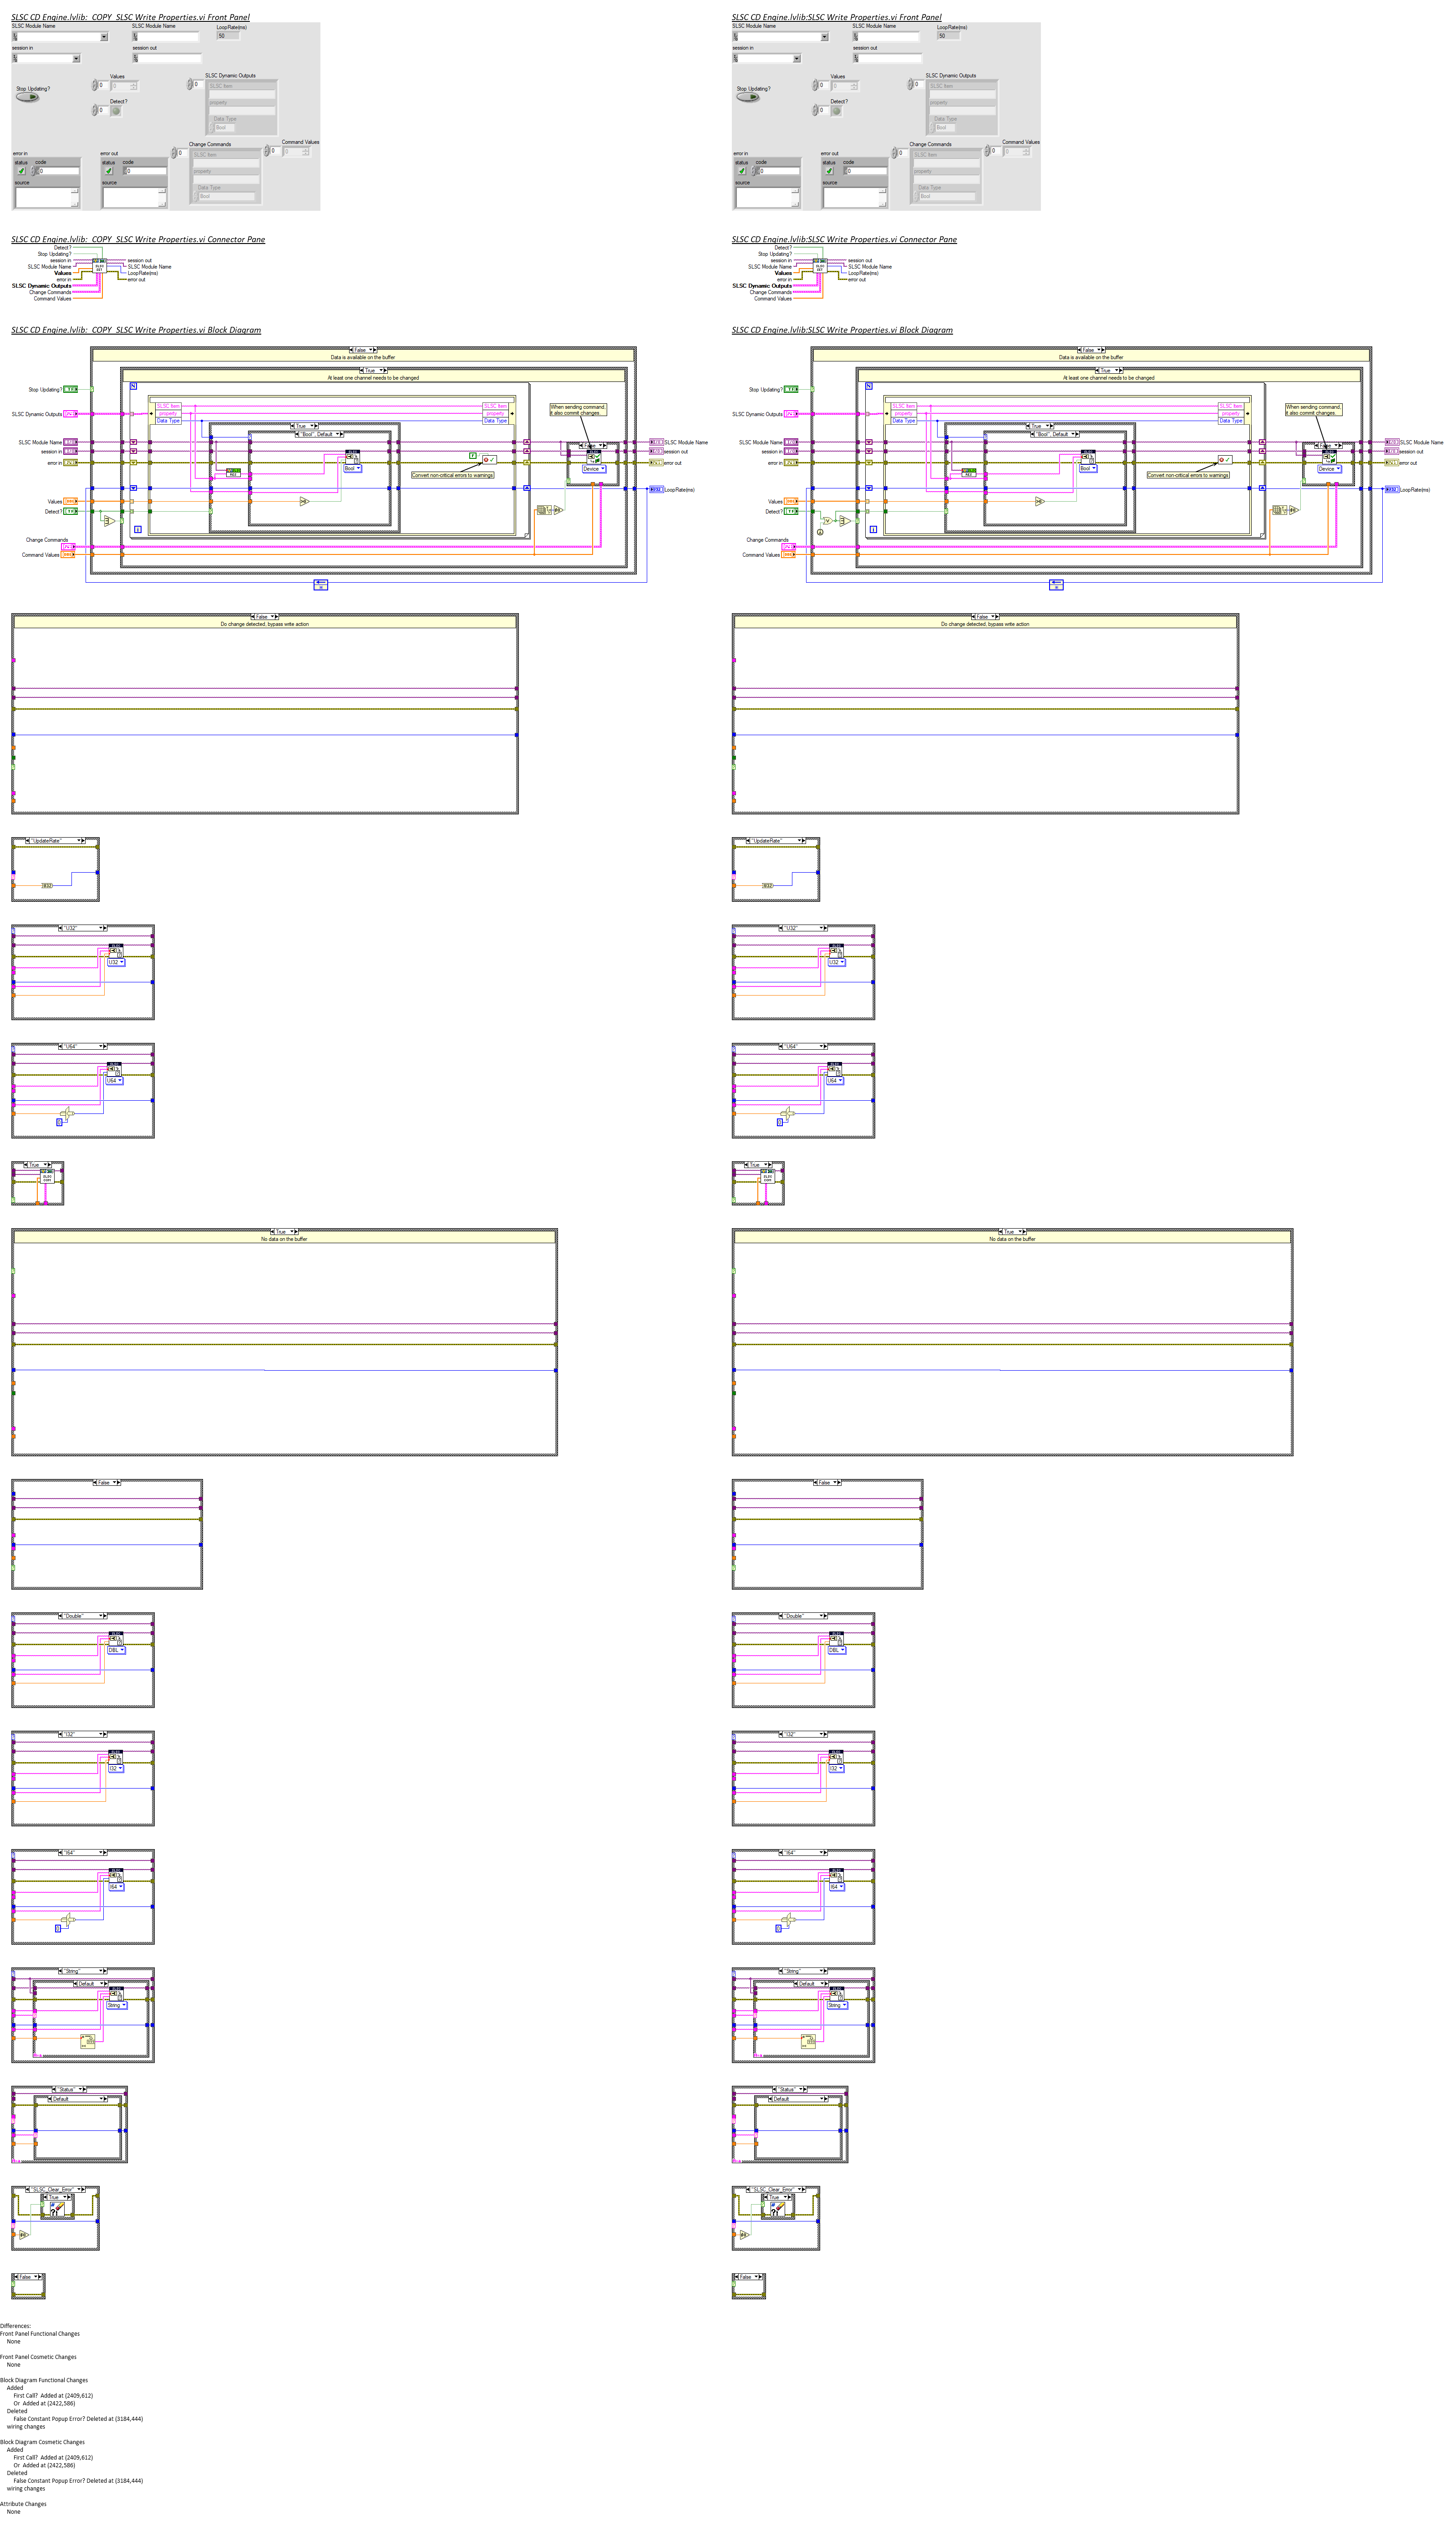 SLSC CD Engine.lvlib:_COPY_SLSC Write Properties.vi Front Panel
SLSC Module Name
SLSC Module Name
LoopRate(ms)
50
session in
session out
Values
0
0
SLSC Dynamic Outputs
0
SLSC Item
property
Data Type
Bool
Stop Updating?
Detect?
0
Change Commands
0
SLSC Item
property
Data Type
Bool
Command Values
0
0
error in
status
code
0
source
error out
status
code
0
source
SLSC CD Engine.lvlib:_COPY_SLSC Write Properties.vi Connector Pane
Detect?
Stop Updating?
session in
SLSC Module Name
Values
error in
SLSC Dynamic Outputs
Change Commands
Command Values
session out
SLSC Module Name
LoopRate(ms)
error out
SLSC CD Engine.lvlib:_COPY_SLSC Write Properties.vi Block Diagram
False
Data is available on the buffer
True
At least one channel needs to be changed
Stop Updating?
SLSC Dynamic Outputs
SLSC Item
property
Data Type
SLSC Item
property
Data Type
When sending command,
it also commit changes.
True
"Bool", Default
Bool
SLSC Module Name
session in
error in
Device
SLSC Module Name
session out
error out
Convert non-critical errors to warnings
LoopRate(ms)
Values
Detect?
Change Commands
Command Values
False
Do change detected, bypass write action
"UpdateRate"
U32
"U32"
U32
"U64"
U64
0
True
True
No data on the buffer
False
"Double"
DBL
"I32"
I32
"I64"
I64
0
"String"
Default
String
"Status"
Default
"SLSC_Clear_Error"
True
False
SLSC CD Engine.lvlib:SLSC Write Properties.vi Front Panel
SLSC Module Name
SLSC Module Name
LoopRate(ms)
50
session in
session out
Values
0
0
SLSC Dynamic Outputs
0
SLSC Item
property
Data Type
Bool
Stop Updating?
Detect?
0
Change Commands
0
SLSC Item
property
Data Type
Bool
Command Values
0
0
error in
status
code
0
source
error out
status
code
0
source
SLSC CD Engine.lvlib:SLSC Write Properties.vi Connector Pane
Detect?
Stop Updating?
session in
SLSC Module Name
Values
error in
SLSC Dynamic Outputs
Change Commands
Command Values
session out
SLSC Module Name
LoopRate(ms)
error out
SLSC CD Engine.lvlib:SLSC Write Properties.vi Block Diagram
False
Data is available on the buffer
True
At least one channel needs to be changed
Stop Updating?
SLSC Dynamic Outputs
SLSC Item
property
Data Type
SLSC Item
property
Data Type
When sending command,
it also commit changes.
True
"Bool", Default
Bool
SLSC Module Name
session in
error in
Device
SLSC Module Name
session out
error out
Convert non-critical errors to warnings
LoopRate(ms)
Values
Detect?
Change Commands
Command Values
False
Do change detected, bypass write action
"UpdateRate"
U32
"U32"
U32
"U64"
U64
0
True
True
No data on the buffer
False
"Double"
DBL
"I32"
I32
"I64"
I64
0
"String"
Default
String
"Status"
Default
"SLSC_Clear_Error"
True
False
Differences:
Front Panel Functional Changes
None
Front Panel Cosmetic Changes
None
Block Diagram Functional Changes
Added
First Call? Added at (2409,612)
Or Added at (2422,586)
Deleted
False Constant Popup Error? Deleted at (3184,444)
wiring changes
Block Diagram Cosmetic Changes
Added
First Call? Added at (2409,612)
Or Added at (2422,586)
Deleted
False Constant Popup Error? Deleted at (3184,444)
wiring changes
Attribute Changes
None